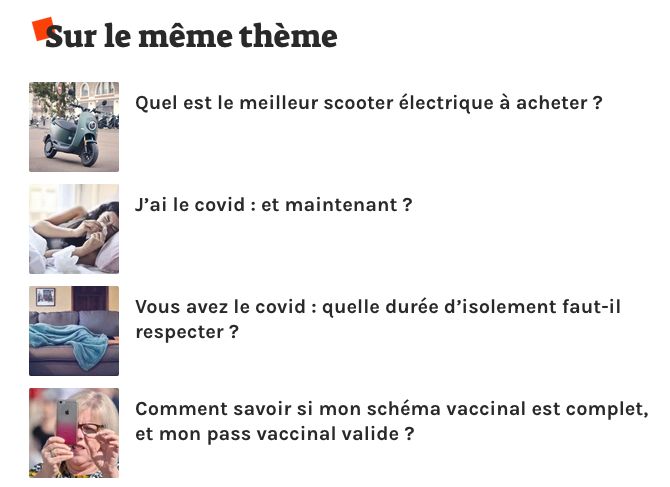 Sur le même thème
Quel est le meilleur scooter électrique à acheter ?
J’ai le covid : et maintenant ?
Vous avez le covid : quelle durée d’isolement faut-il
respecter ?
Comment savoir si mon schéma vaccinal est complet,
et mon pass vaccinal valide ?